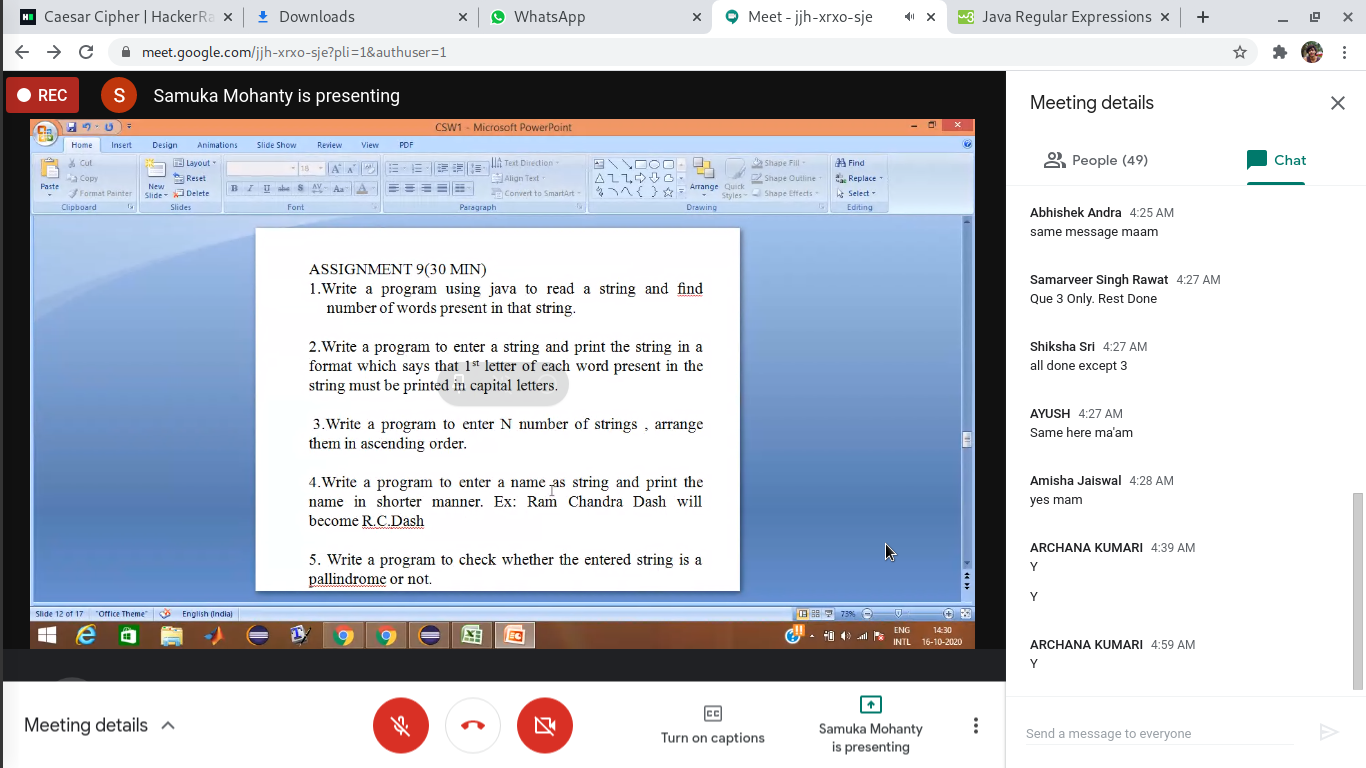 Caesar Cipher | HackerRa
Downloads
WhatsApp
Meet - jjh-xrxo-sje
Java Regular Expressions
meet.google.com/jjh-xrxo-sje?pli=1&authuser=1
REC
S
Samuka Mohanty is presenting
CSW1 - Microsoft PowerPoint
Home Insert Design Animations Slide Show Review View PDF
Paste
Cut
Copy
Format Painter
Clipboard
New Slide
Layout
Reset
Delete
Slides
18
Font
Text Direction
Align Text
Convert to SmartArt
Paragraph
Arrange
Quick Styles
Shape Fill
Shape Outline
Shape Effects
Drawing
Find
Replace
Select
Editing
ASSIGNMENT 9(30 MIN)
1.Write a program using java to read a string and find
number of words present in that string.
2.Write a program to enter a string and print the string in a
format which says that 1st letter of each word present in the
string must be printed in capital letters.
3.Write a program to enter N number of strings , arrange
them in ascending order.
4.Write a program to enter a name as string and print the
name in shorter manner. Ex: Ram Chandra Dash will
become R.C.Dash
5. Write a program to check whether the entered string is a
pallindrome or not.
Slide 12 of 17
"Office Theme"
English (India)
73%
ENG
INTL
14:30
16-10-2020
Meeting details
People (49)
Chat
Abhishek Andra 4:25 AM
same message maam
Samarveer Singh Rawat 4:27 AM
Que 3 Only. Rest Done
Shiksha Sri 4:27 AM
all done except 3
AYUSH 4:27 AM
Same here ma'am
Amisha Jaiswal 4:28 AM
yes mam
ARCHANA KUMARI 4:39 AM
Y
Y
ARCHANA KUMARI 4:59 AM
Y
Send a message to everyone
Meeting details
Turn on captions
Samuka Mohanty
is presenting